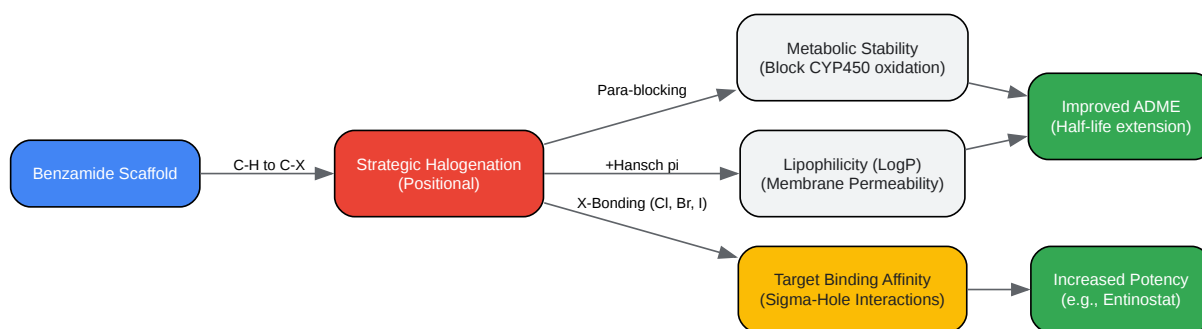 Benzamide Scaffold
C-H to C-X
Strategic Halogenation
(Positional)
Para-blocking
+Hansch pi
X-Bonding (Cl, Br, I)
Metabolic Stability
(Block CYP450 oxidation)
Lipophilicity (LogP)
(Membrane Permeability)
Target Binding Affinity
(Sigma-Hole Interactions)
Improved ADME
(Half-life extension)
Increased Potency
(e.g., Entinostat)